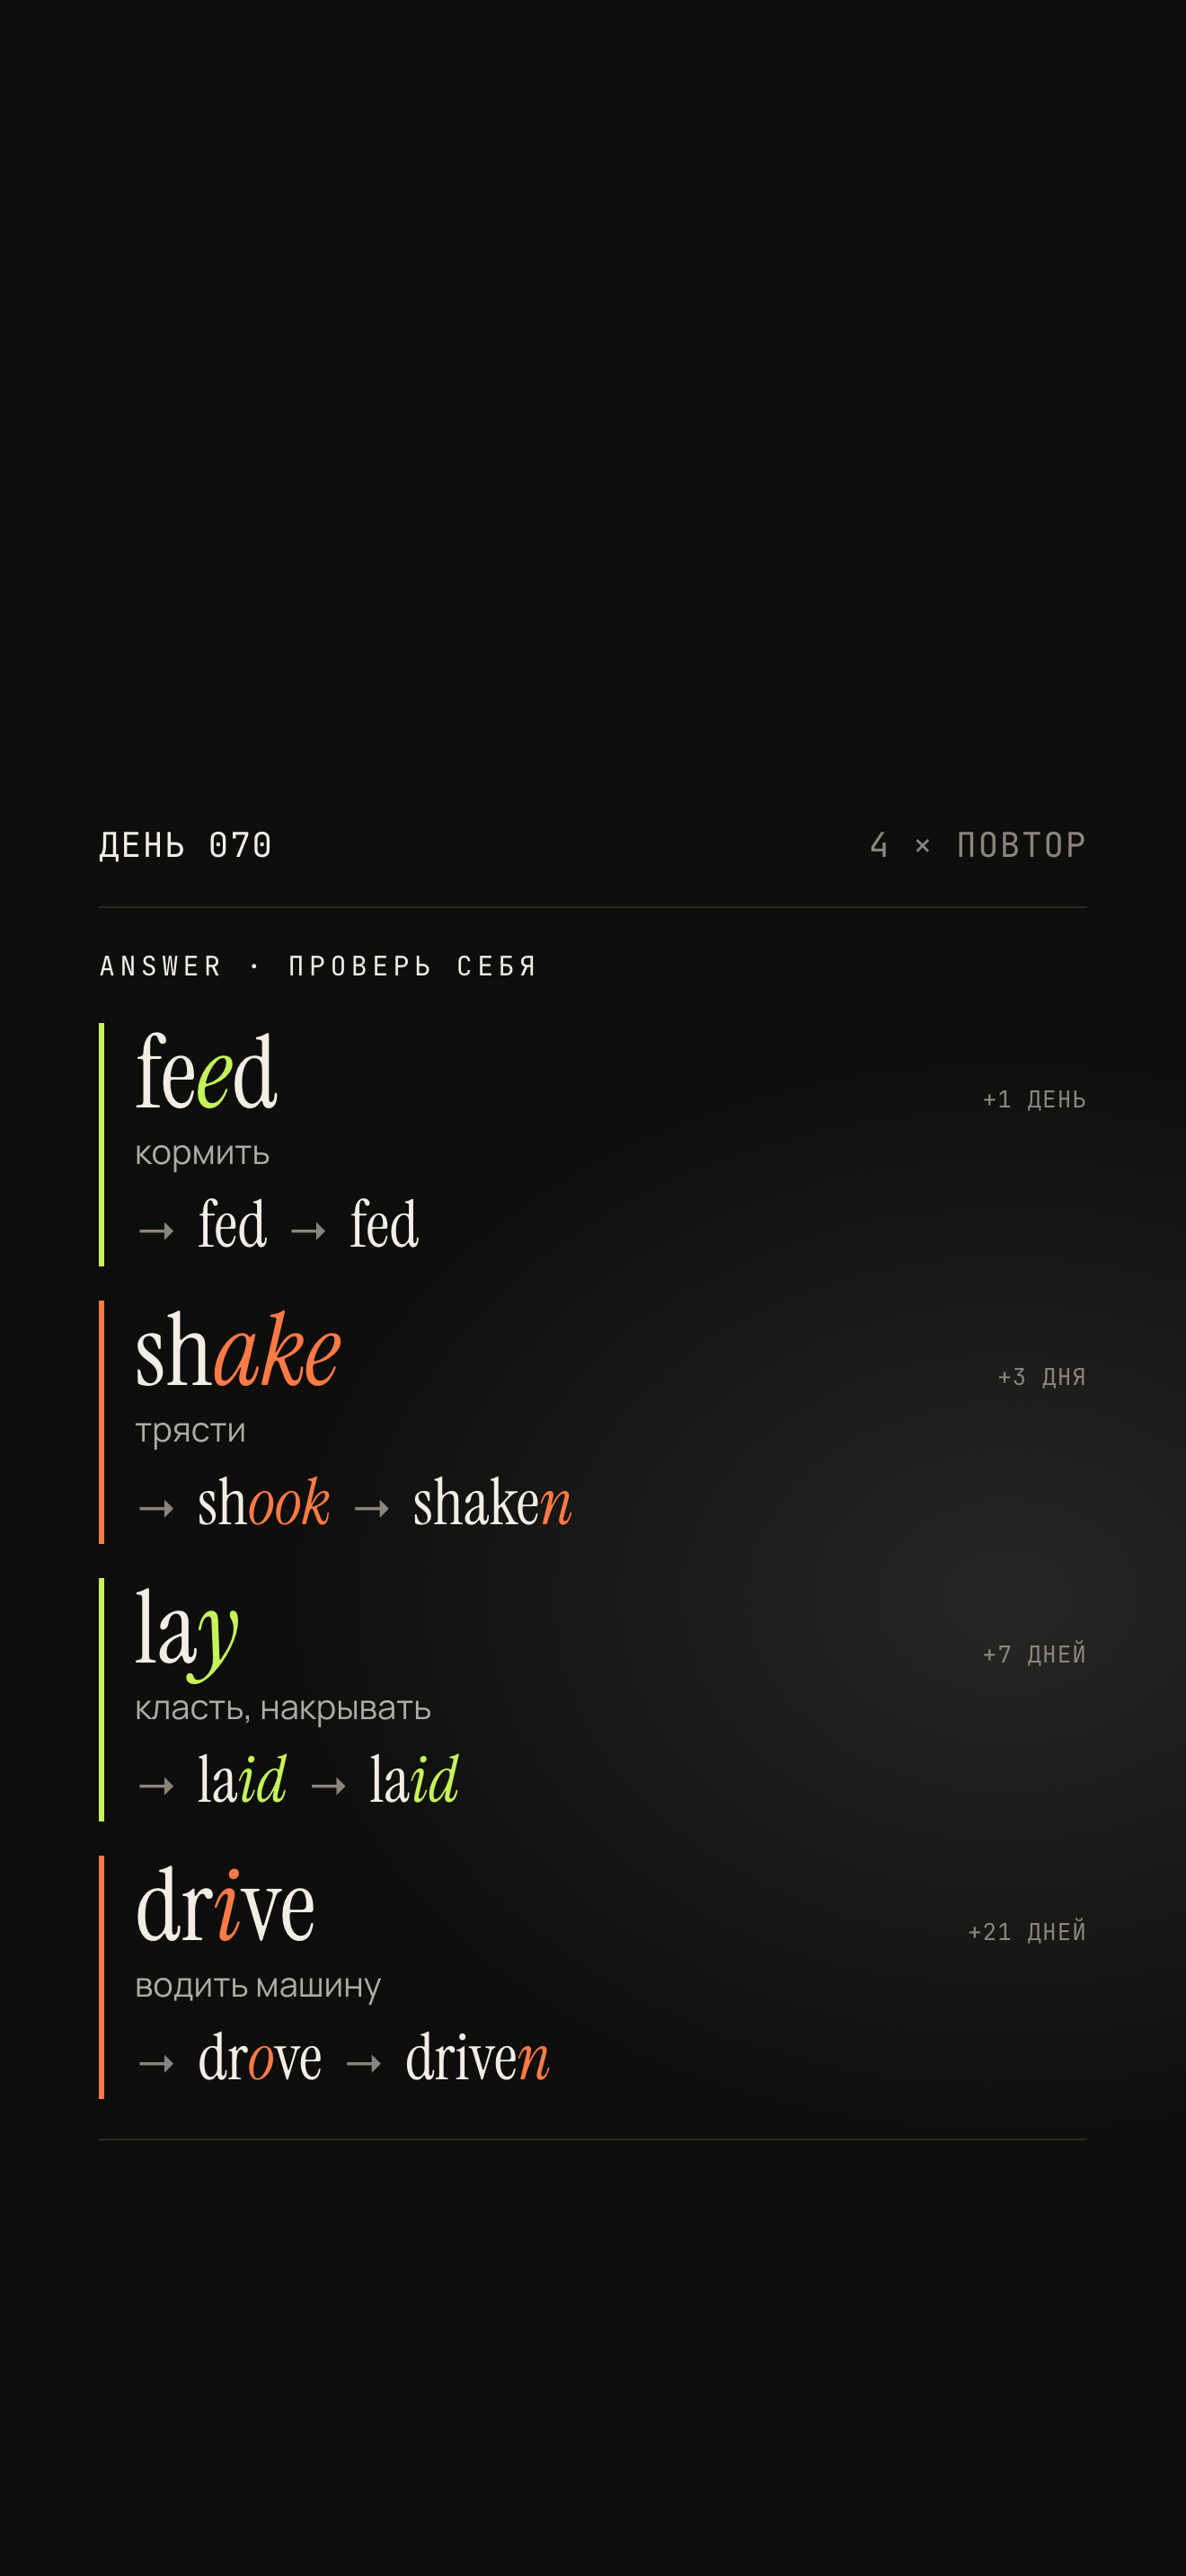 ДЕНЬ 070
4 × ПОВТОР
ANSWER · ПРОВЕРЬ СЕБЯ
feed
+1 ДЕНЬ
кормить
→ fed → fed
shake
+3 ДНЯ
трясти
→ shook → shaken
lay
+7 ДНЕЙ
класть, накрывать
→ laid → laid
drive
+21 ДНЕЙ
водить машину
→ drove → driven